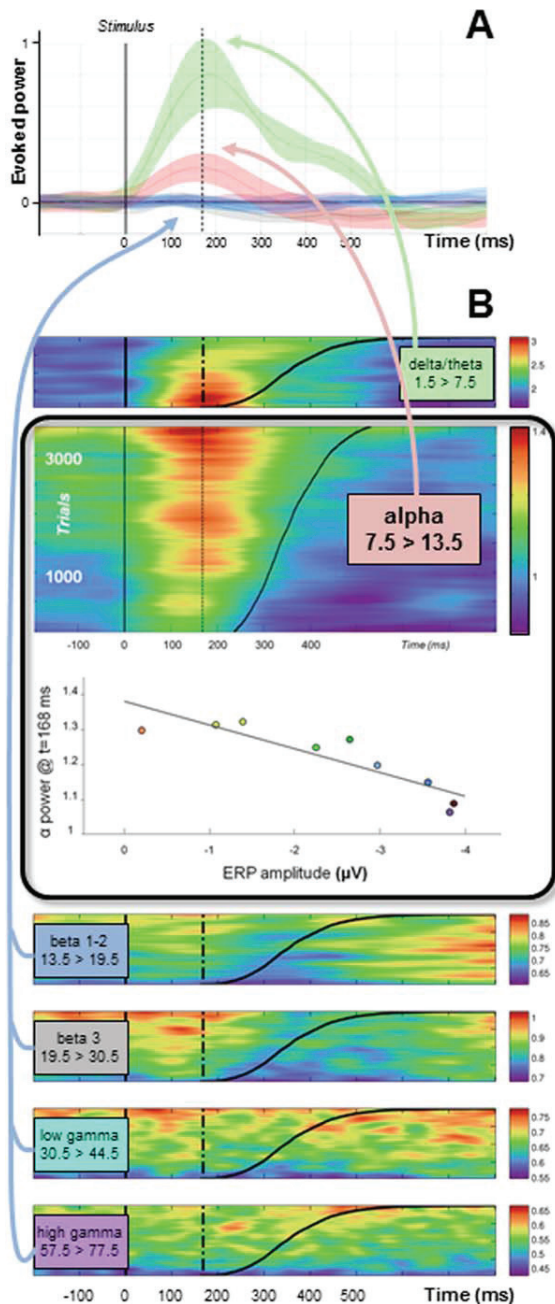 A
Stimulus
Evoked power
1
0
0 100 200 300 400 500 Time (ms)
B
delta/theta
1.5 > 7.5
3
2.5
2
1.5
3000
Trials
1000
alpha
7.5 > 13.5
1.4
1
-100 0 100 200 300 400 Time (ms)
α power @ t=168 ms
1.4
1.3
1.2
1.1
1
0 -1 -2 -3 -4
ERP amplitude (µV)
beta 1-2
13.5 > 19.5
0.85
0.8
0.75
0.7
0.65
beta 3
19.5 > 30.5
1
0.9
0.8
0.7
low gamma
30.5 > 44.5
0.75
0.7
0.65
0.6
0.55
high gamma
57.5 > 77.5
0.65
0.6
0.55
0.5
0.45
-100 0 100 200 300 400 500 Time (ms)